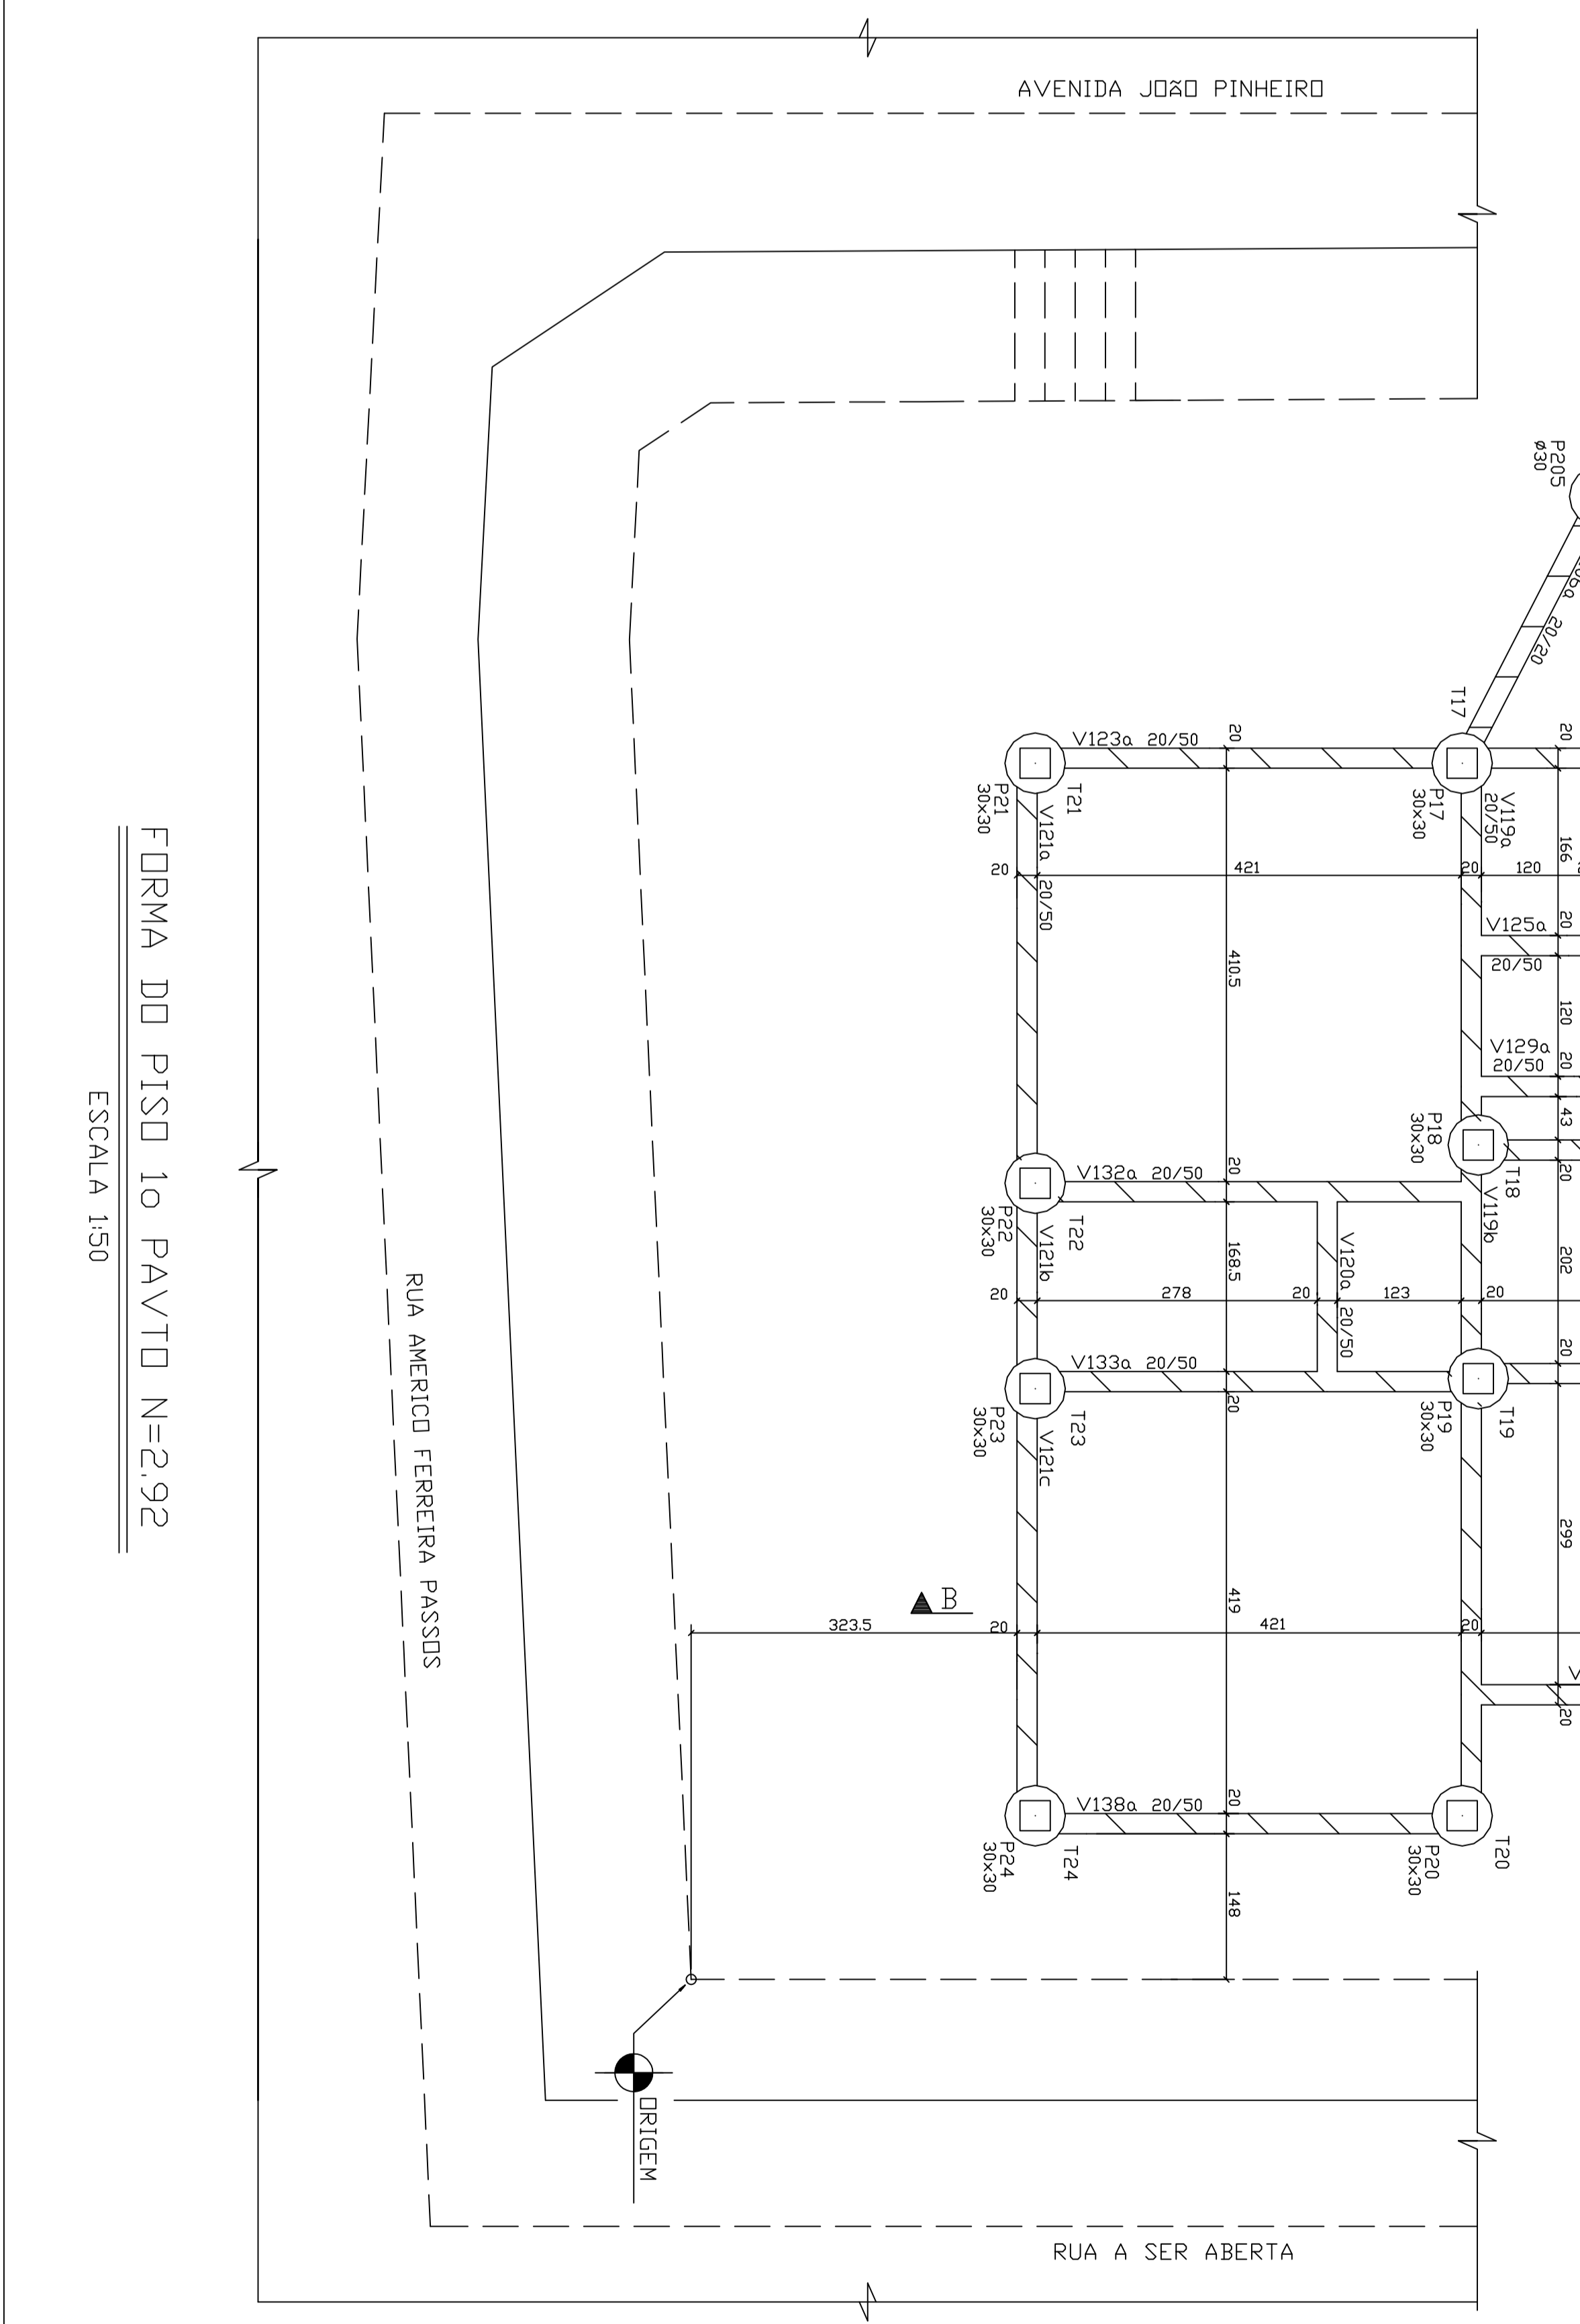 AVENIDA JOÃO PINHEIRO
P205
ø30
20/20
T17
20
V123a 20/50
20
T21
P21
30x30
V121a
20/50
P17
30x30
V119a
20/50
166
20
421
20
120
V125a
20/50
20
410.5
120
V129a
20/50
20
43
P18
30x30
T18
20
V132a 20/50
20
T22
P22
30x30
V121b
V119b
168.5
V120a
20/50
202
20
278
20
123
20
V133a 20/50
20
20
T23
P23
30x30
V121c
P19
30x30
T19
299
B
419
323.5
20
421
20
V
20
V138a 20/50
20
T24
P24
30x30
T20
P20
30x30
148
ORIGEM
RUA AMERICO FERREIRA PASSOS
RUA A SER ABERTA
FORMA DO PISO 1o PAVTO N=2.92
ESCALA 1:50